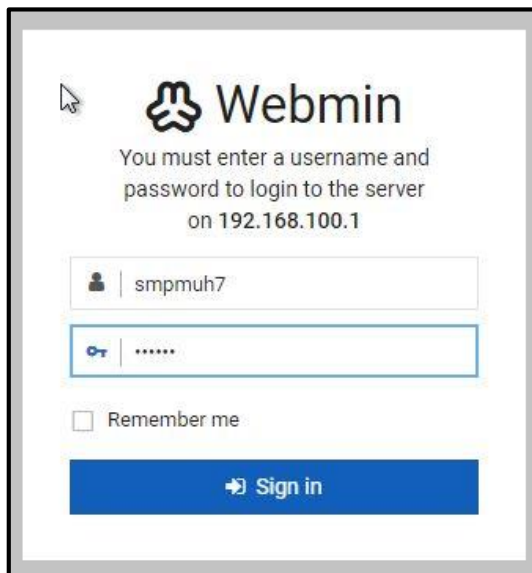 Webmin
You must enter a username and
password to login to the server
on 192.168.100.1
smpmuh7
••••••
Remember me
Sign in